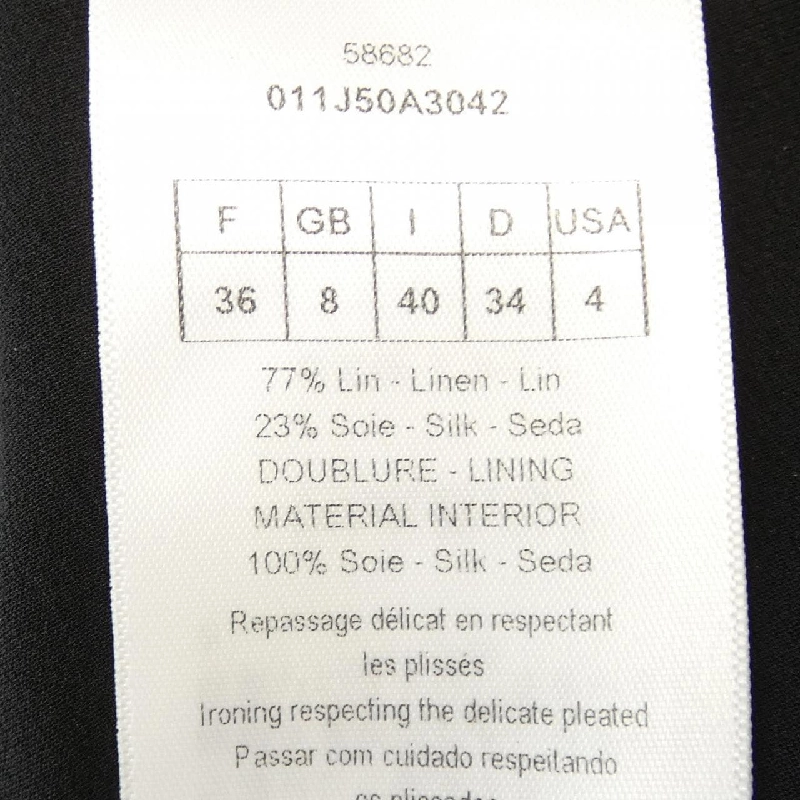 58682
011J50A3042
F GB I D USA
36 8 40 34 4
77% Lin - Linen - Lin
23% Soie - Silk - Seda
DOUBLURE - LINING
MATERIAL INTERIOR
100% Soie - Silk - Seda
Repassage délicat en respectant
les plissés
Ironing respecting the delicate pleated
Passar com cuidado respeitando